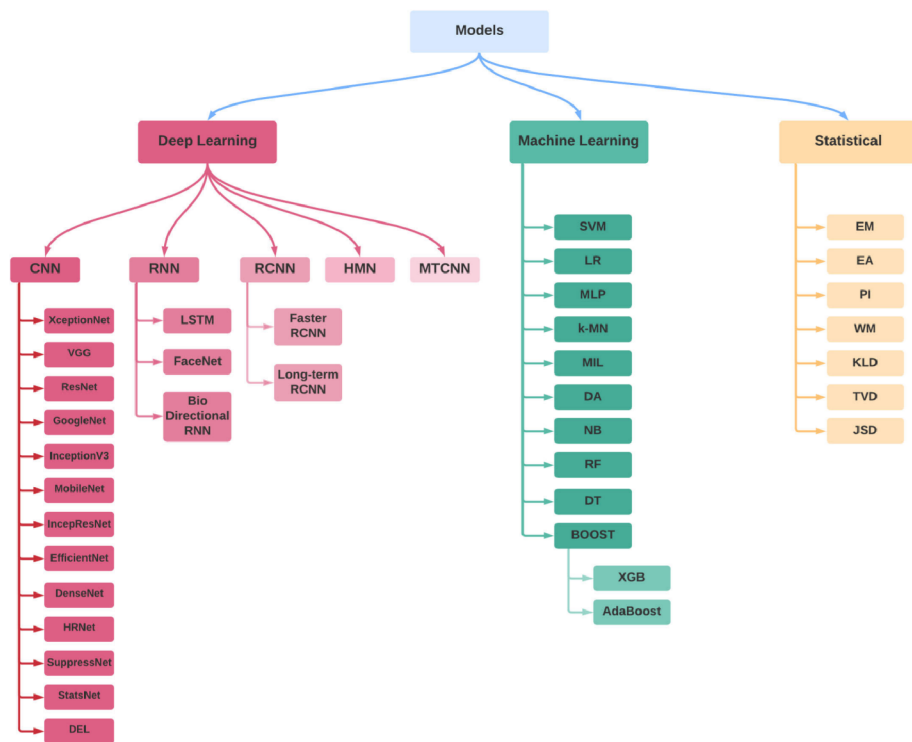 Models
Deep Learning
Machine Learning
Statistical
CNN
RNN
RCNN
HMN
MTCNN
XceptionNet
VGG
ResNet
GoogleNet
InceptionV3
MobileNet
IncepResNet
EfficientNet
DenseNet
HRNet
SuppressNet
StatsNet
DEL
LSTM
FaceNet
Bio
Directional
RNN
Faster
RCNN
Long-term
RCNN
SVM
LR
MLP
k-MN
MIL
DA
NB
RF
DT
BOOST
XGB
AdaBoost
EM
EA
PI
WM
KLD
TVD
JSD